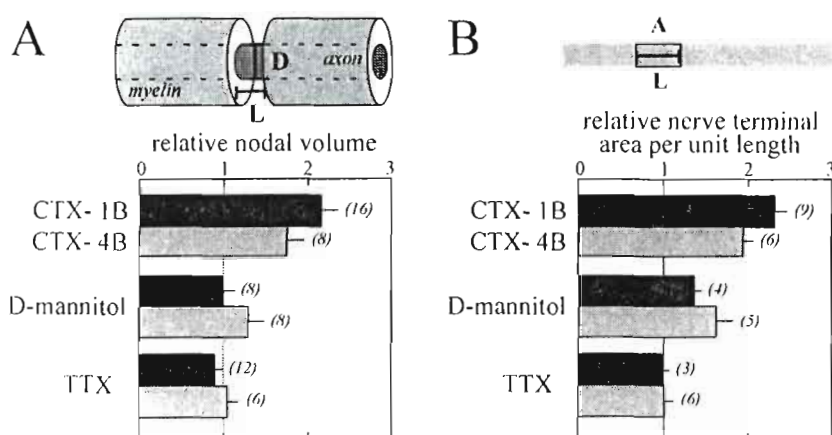 A
D
axon
myelin
L
relative nodal volume
0 1 2 3
CTX-1B (16)
CTX-4B (8)
D-mannitol (8)
(8)
TTX (12)
(6)
B
A
L
relative nerve terminal
area per unit length
0 1 2 3
CTX-1B (9)
CTX-4B (6)
D-mannitol (4)
(5)
TTX (3)
(6)